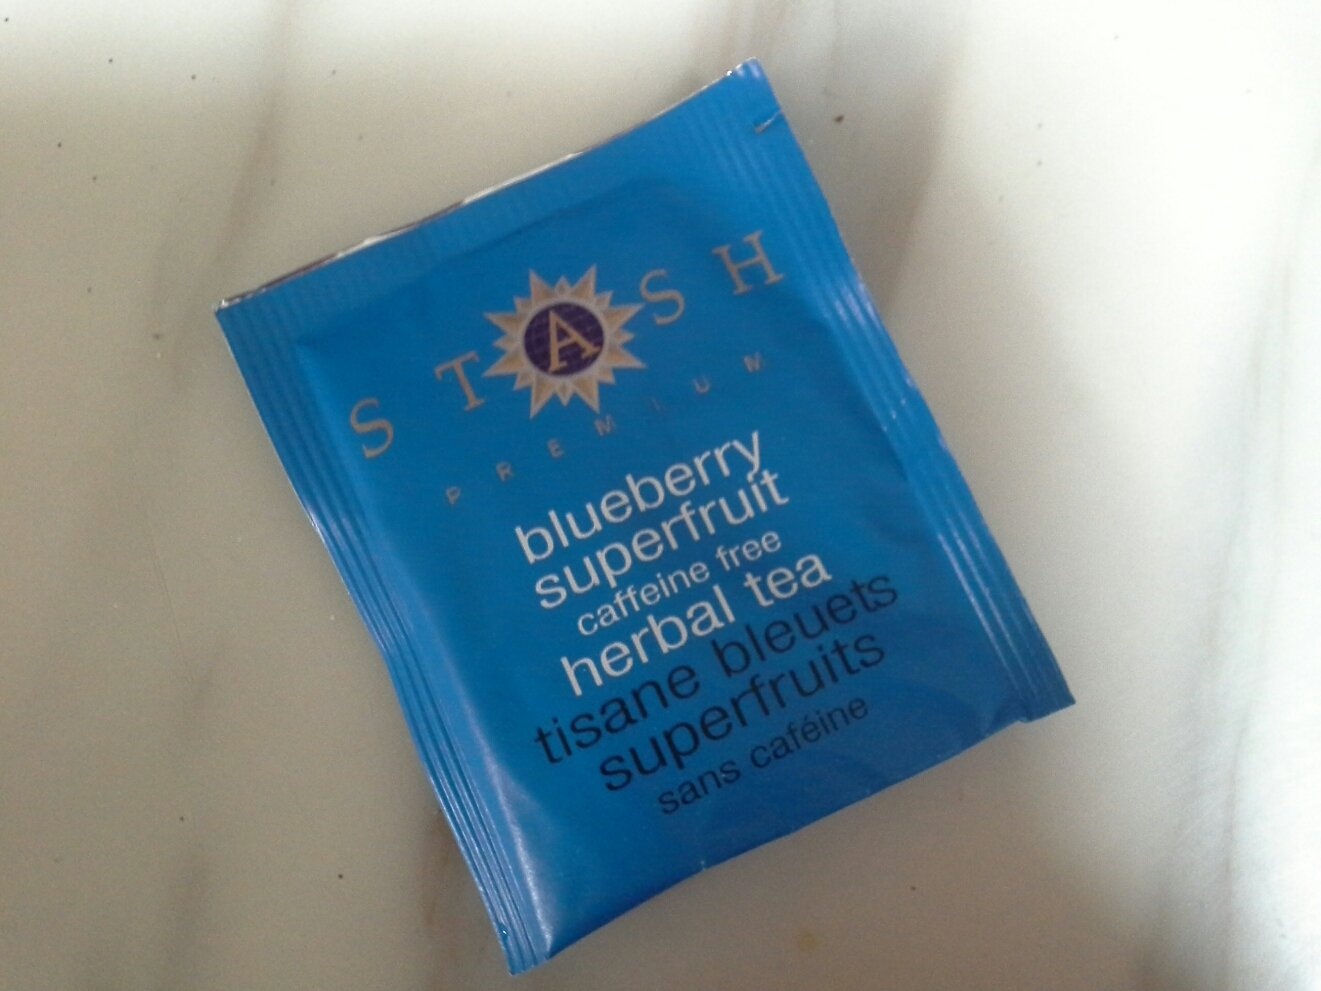 STASH
PREMIUM
blueberry
superfruit
caffeine free
herbal tea
tisane bleuets
superfruits
sans caféine